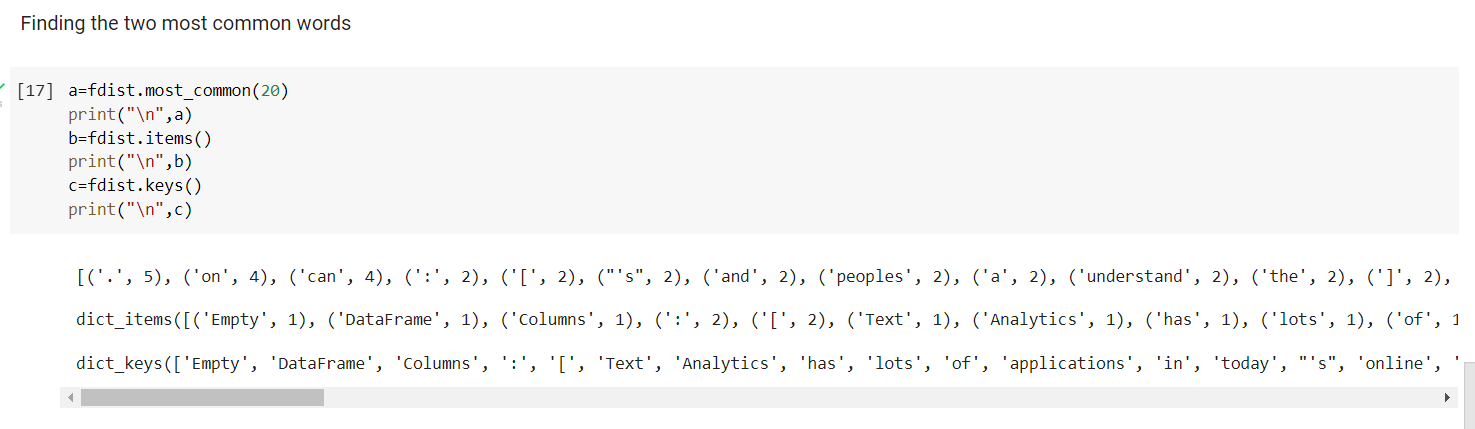 Finding the two most common words
[17] a=fdist.most_common(20)
print("\n",a)
b=fdist.items()
print("\n",b)
c=fdist.keys()
print("\n",c)
[('.', 5), ('on', 4), ('can', 4), (':', 2), ('[', 2), ("'s", 2), ('and', 2), ('peoples', 2), ('a', 2), ('understand', 2), ('the', 2), (']', 2),
dict_items([('Empty', 1), ('DataFrame', 1), ('Columns', 1), (':', 2), ('[', 2), ('Text', 1), ('Analytics', 1), ('has', 1), ('lots', 1), ('of', 1
dict_keys(['Empty', 'DataFrame', 'Columns', ':', '[', 'Text', 'Analytics', 'has', 'lots', 'of', 'applications', 'in', 'today', "'s", 'online', '